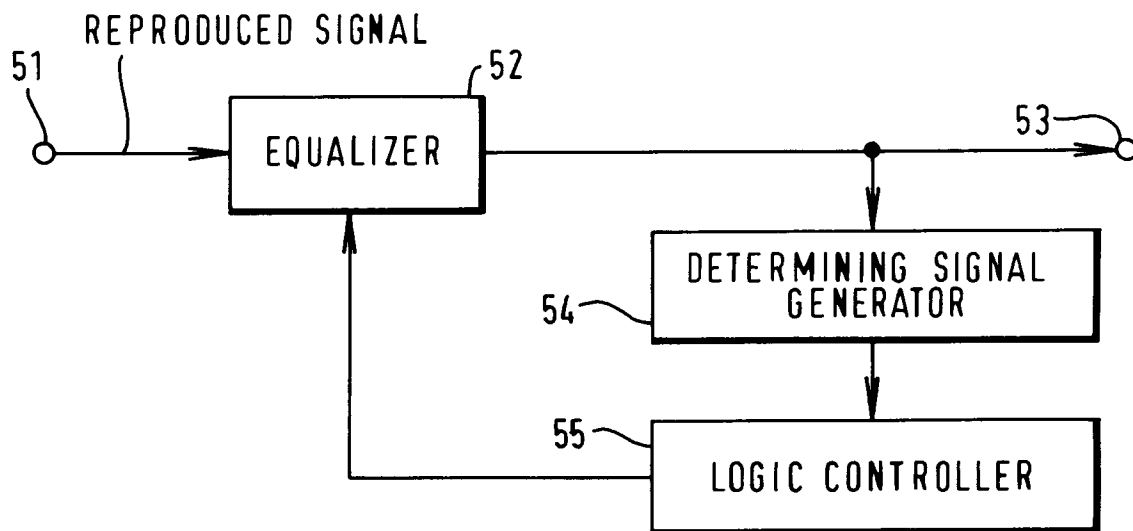 REPRODUCED SIGNAL
51
52
53
EQUALIZER
DETERMINING SIGNAL
GENERATOR
54
55
LOGIC CONTROLLER